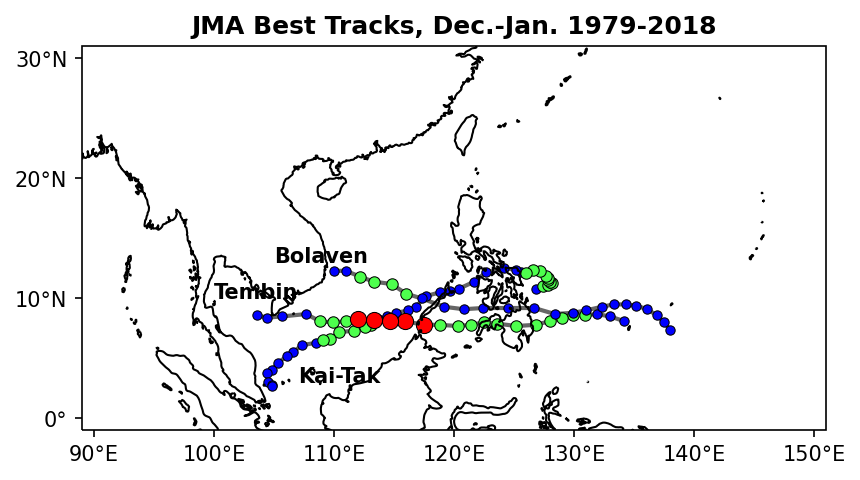 JMA Best Tracks, Dec.-Jan. 1979-2018
30°N
20°N
10°N
0°
Bolaven
Tembin
Kai-Tak
90°E 100°E 110°E 120°E 130°E 140°E 150°E